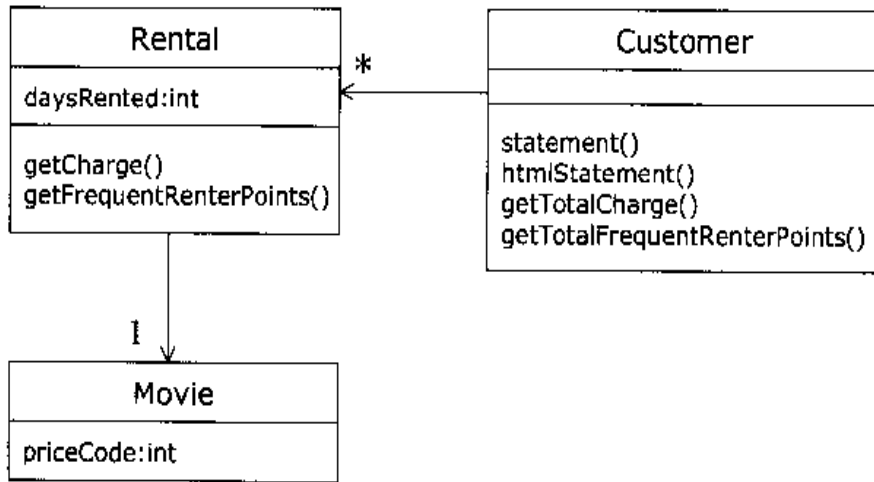 Rental
daysRented:int
getCharge()
getFrequentRenterPoints()
*
Customer
statement()
htmlStatement()
getTotalCharge()
getTotalFrequentRenterPoints()
1
Movie
priceCode:int